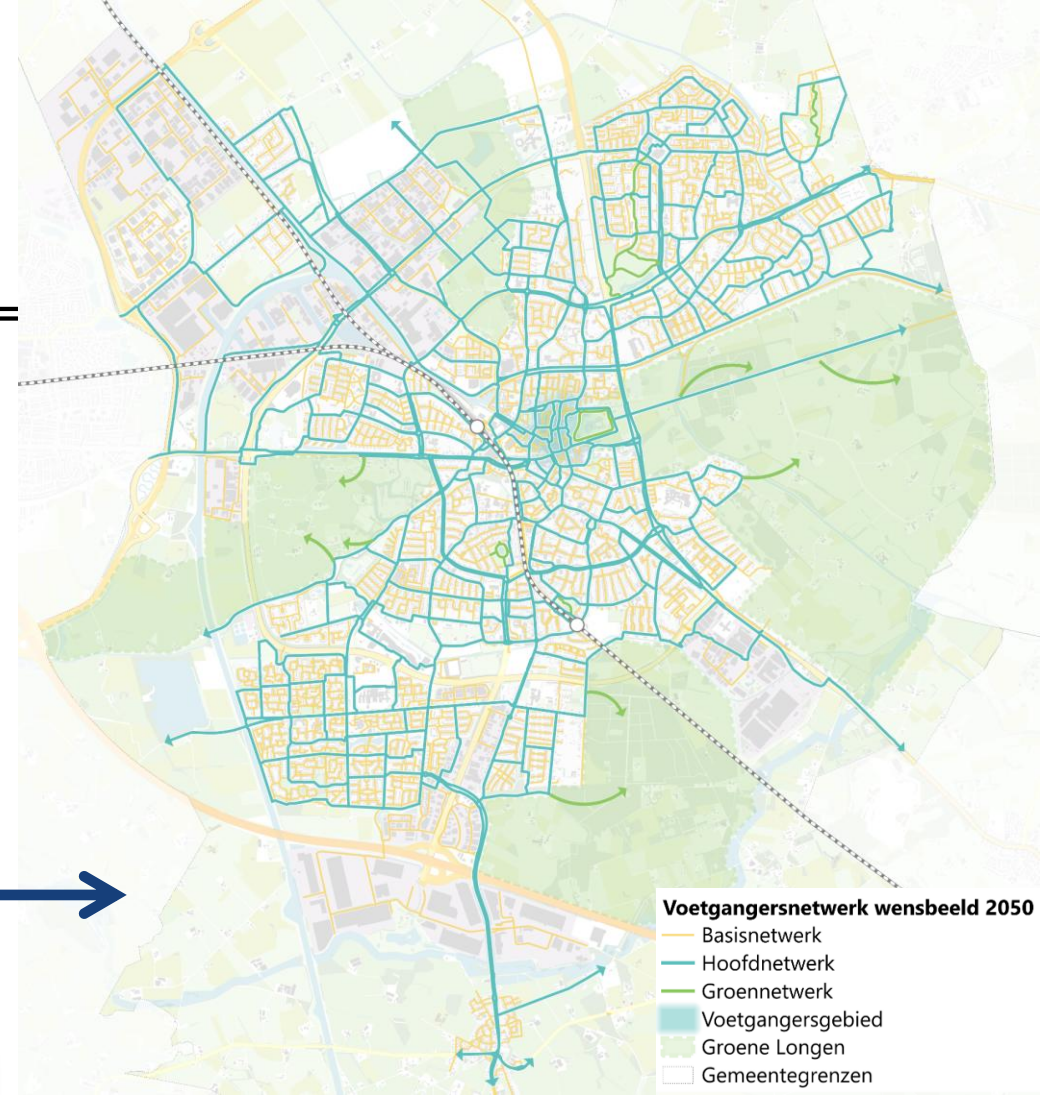 Voetgangersnetwerk wensbeeld 2050
Basisnetwerk
Hoofdnetwerk
Groennetwerk
Voetgangersgebied
Groene Longen
Gemeentegrenzen